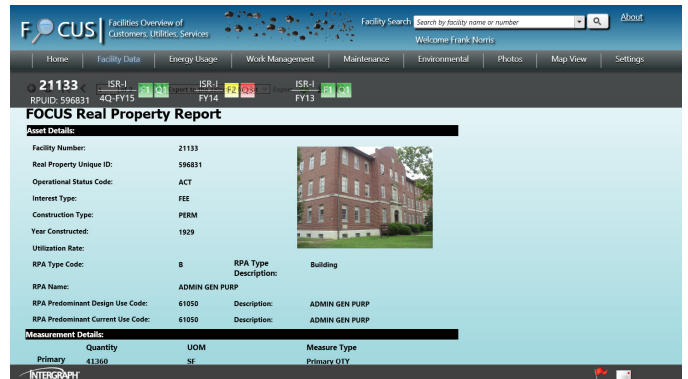 FOCUS Facilities Overview of
Customers, Utilities, Services
Facility Search Search by facility name or number
About
Welcome Frank Norris
Home Facility Data Energy Usage Work Management Maintenance Environmental Photos Map View Settings
21133
RPUID: 596831
ISR-I
4Q-FY15
F1 Q1
ISR-I
FY14
F2
ISR-I
FY13
F1 Q1
FOCUS Real Property Report
Asset Details:
Facility Number: 21133
Real Property Unique ID: 596831
Operational Status Code: ACT
Interest Type: FEE
Construction Type: PERM
Year Constructed: 1929
Utilization Rate:
RPA Type Code: B RPA Type Description: Building
RPA Name: ADMIN GEN PURP
RPA Predominant Design Use Code: 61050 Description: ADMIN GEN PURP
RPA Predominant Current Use Code: 61050 Description: ADMIN GEN PURP
Measurement Details:
Quantity UOM Measure Type
Primary 41360 SF Primary QTY
INTERGRAPH